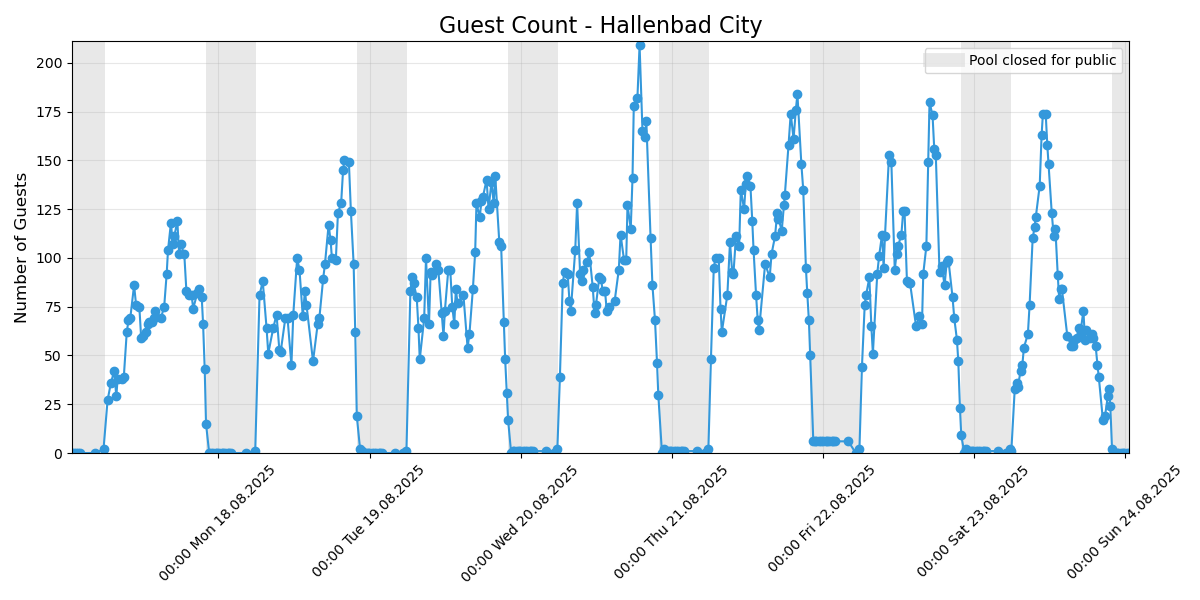 Guest Count - Hallenbad City
Pool closed for public
Number of Guests
200
175
150
125
100
75
50
25
0
00:00 Mon 18.08.2025
00:00 Tue 19.08.2025
00:00 Wed 20.08.2025
00:00 Thu 21.08.2025
00:00 Fri 22.08.2025
00:00 Sat 23.08.2025
00:00 Sun 24.08.2025